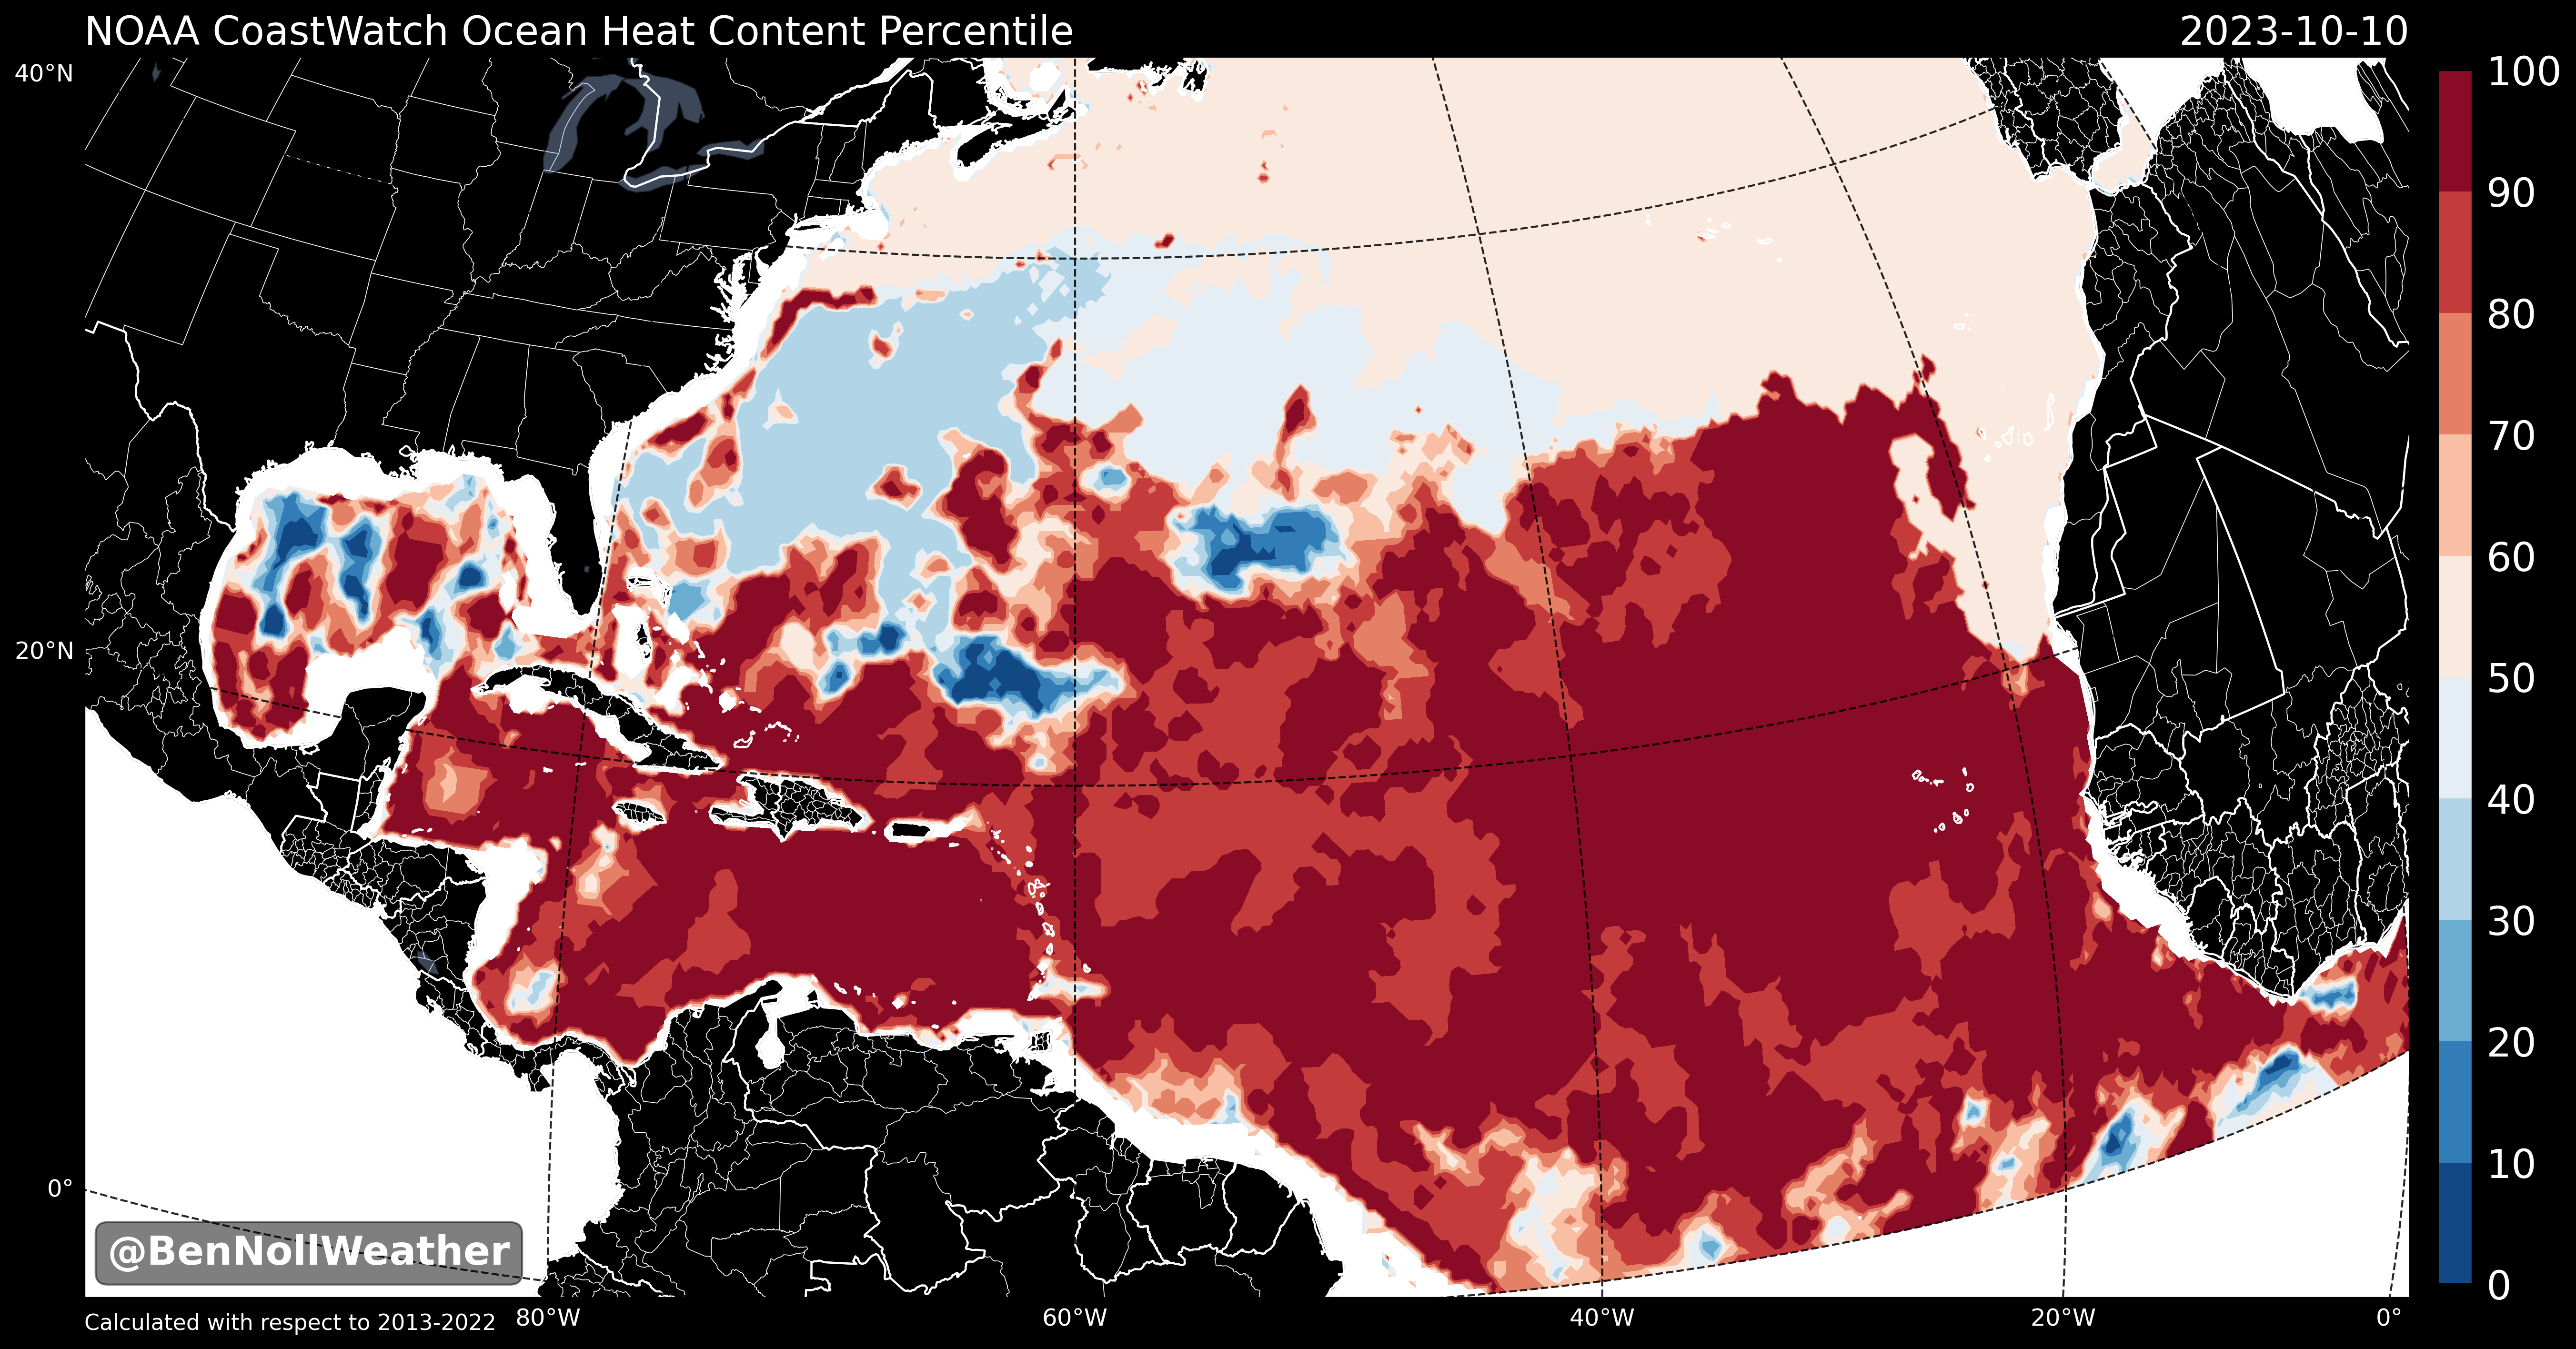 NOAA CoastWatch Ocean Heat Content Percentile
2023-10-10
40°N
20°N
0°
100
90
80
70
60
50
40
30
20
10
0
@BenNollWeather
Calculated with respect to 2013-2022
80°W
60°W
40°W
20°W
0°